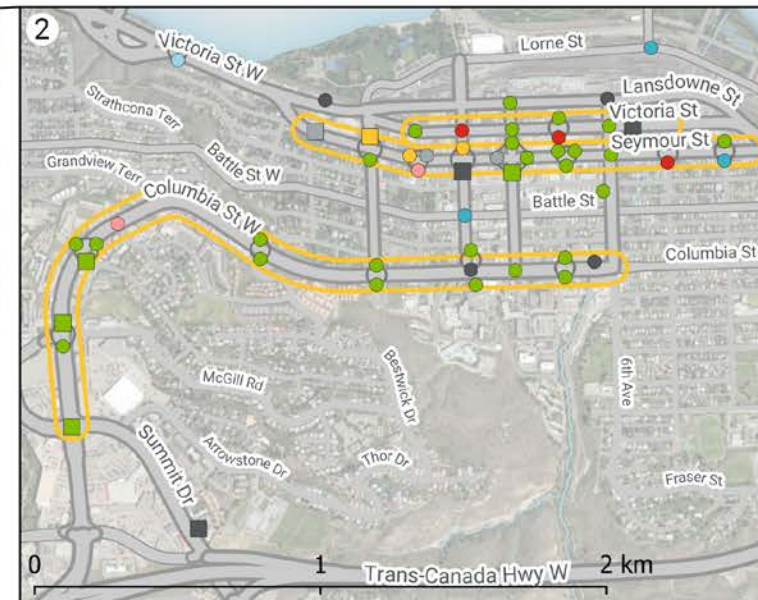 2
Victoria St W
Lorne St
Lansdowne St
Strathcona Terr
Victoria St
Seymour St
Battle St W
Grandview Terr
Columbia St W
Battle St
Columbia St
McGill Rd
Bestwick Dr
6th Ave
Summit Dr
Arrowstone Dr
Thor Dr
Fraser St
0 1 2 km
Trans-Canada Hwy W